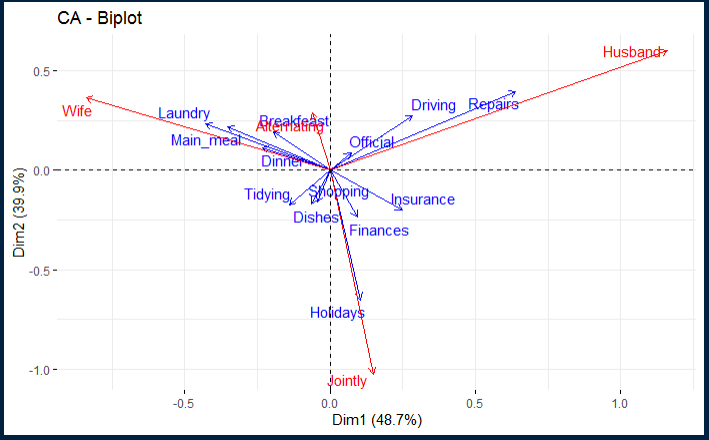 CA - Biplot
Husband
0.5
Wife
Laundry
Breakfeast
Alternating
Driving
Repairs
Main_meal
Official
Dinner
0.0
Tidying
Shopping
Insurance
Dishes
Finances
Dim2 (39.9%)
-0.5
Holidays
Jointly
-1.0
-0.5
0.0
0.5
1.0
Dim1 (48.7%)